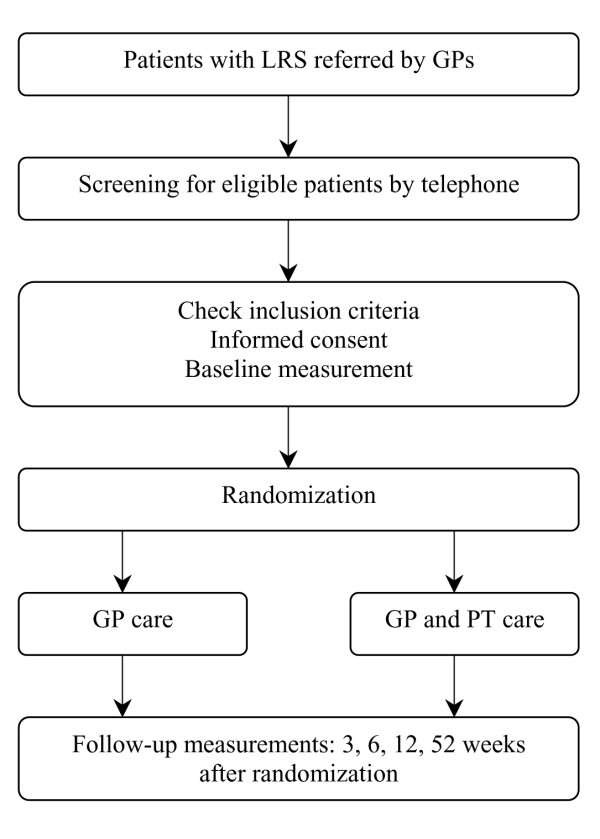 Patients with LRS referred by GPs
Screening for eligible patients by telephone
Check inclusion criteria
Informed consent
Baseline measurement
Randomization
GP care
GP and PT care
Follow-up measurements: 3, 6, 12, 52 weeks
after randomization